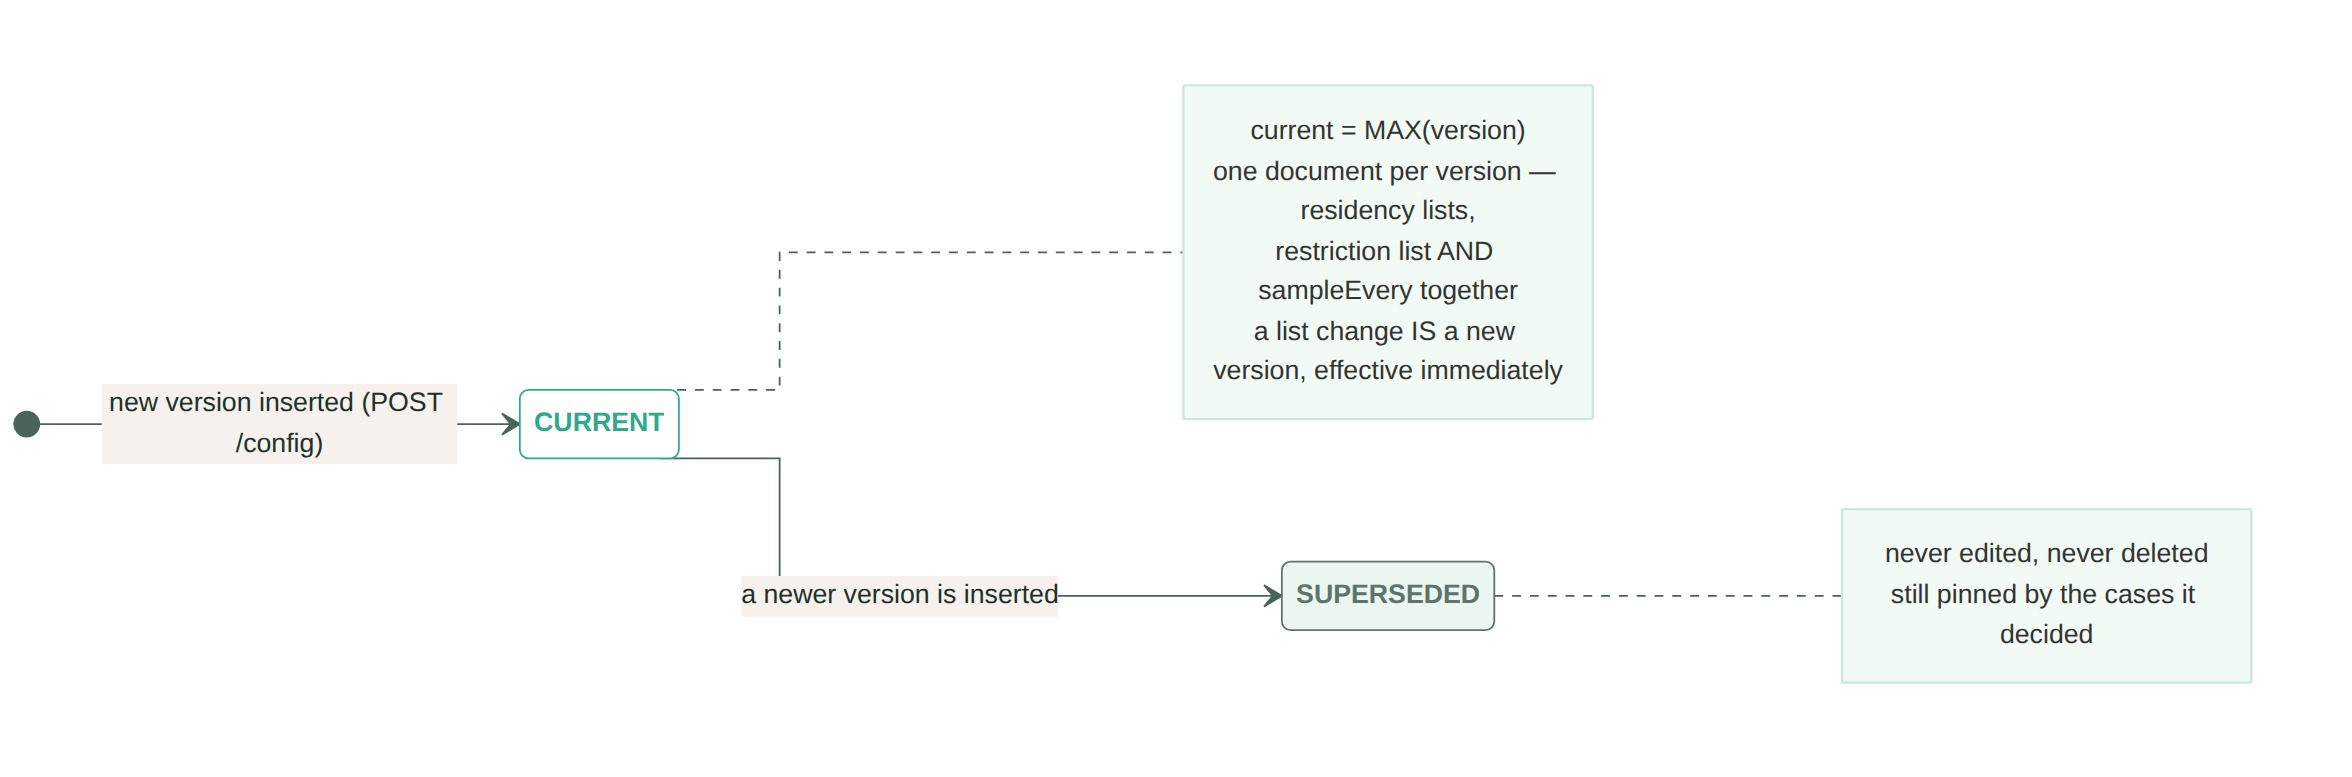 current = MAX(version)
one document per version —
residency lists,
restriction list AND
sampleEvery together
a list change IS a new
version, effective immediately
new version inserted (POST
/config)
CURRENT
a newer version is inserted
SUPERSEDED
never edited, never deleted
still pinned by the cases it
decided